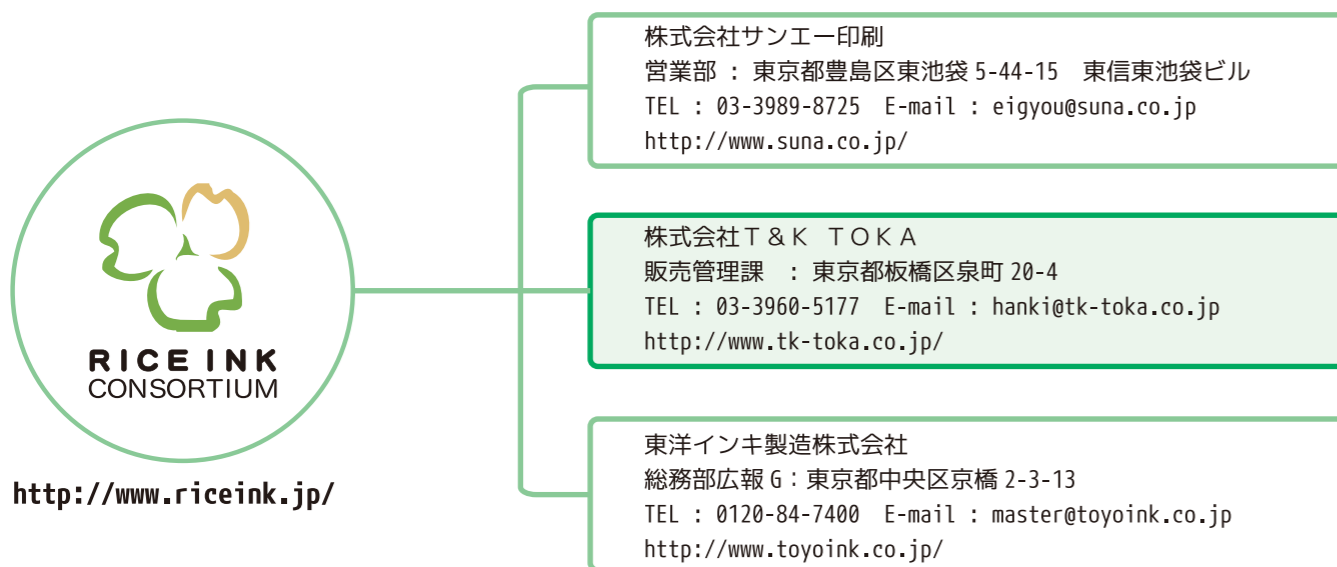 RICE INK
CONSORTIUM
http://www.riceink.jp/
株式会社サンエー印刷
営業部 : 東京都豊島区東池袋 5-44-15　東信東池袋ビル
TEL : 03-3989-8725  E-mail : eigyou@suna.co.jp
http://www.suna.co.jp/
株式会社Ｔ＆Ｋ　ＴＯＫＡ
販売管理課　: 東京都板橋区泉町 20-4
TEL : 03-3960-5177  E-mail : hanki@tk-toka.co.jp
http://www.tk-toka.co.jp/
東洋インキ製造株式会社
総務部広報 G：東京都中央区京橋 2-3-13
TEL : 0120-84-7400  E-mail : master@toyoink.co.jp
http://www.toyoink.co.jp/